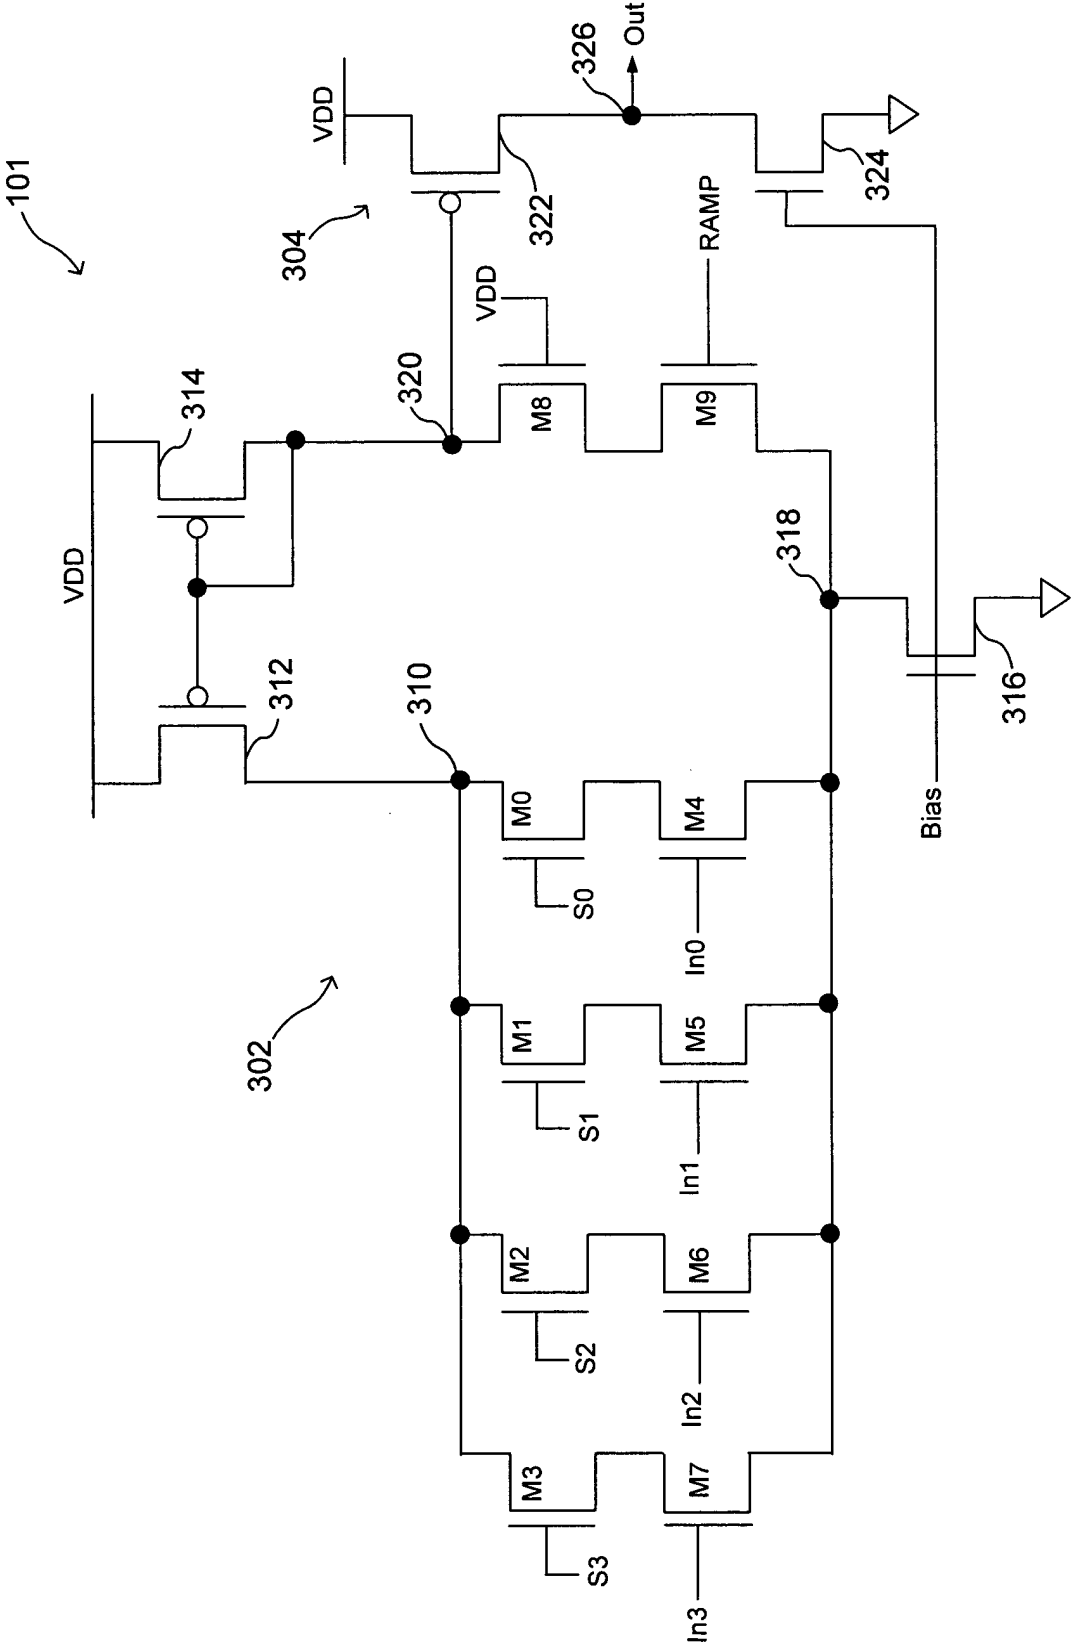 101
VDD
VDD
304
314
312
322
326
Out
320
VDD
RAMP
324
310
M8
M9
318
302
M0
M4
S0
In0
Bias
316
M1
M5
S1
In1
M2
M6
S2
In2
M3
M7
S3
In3